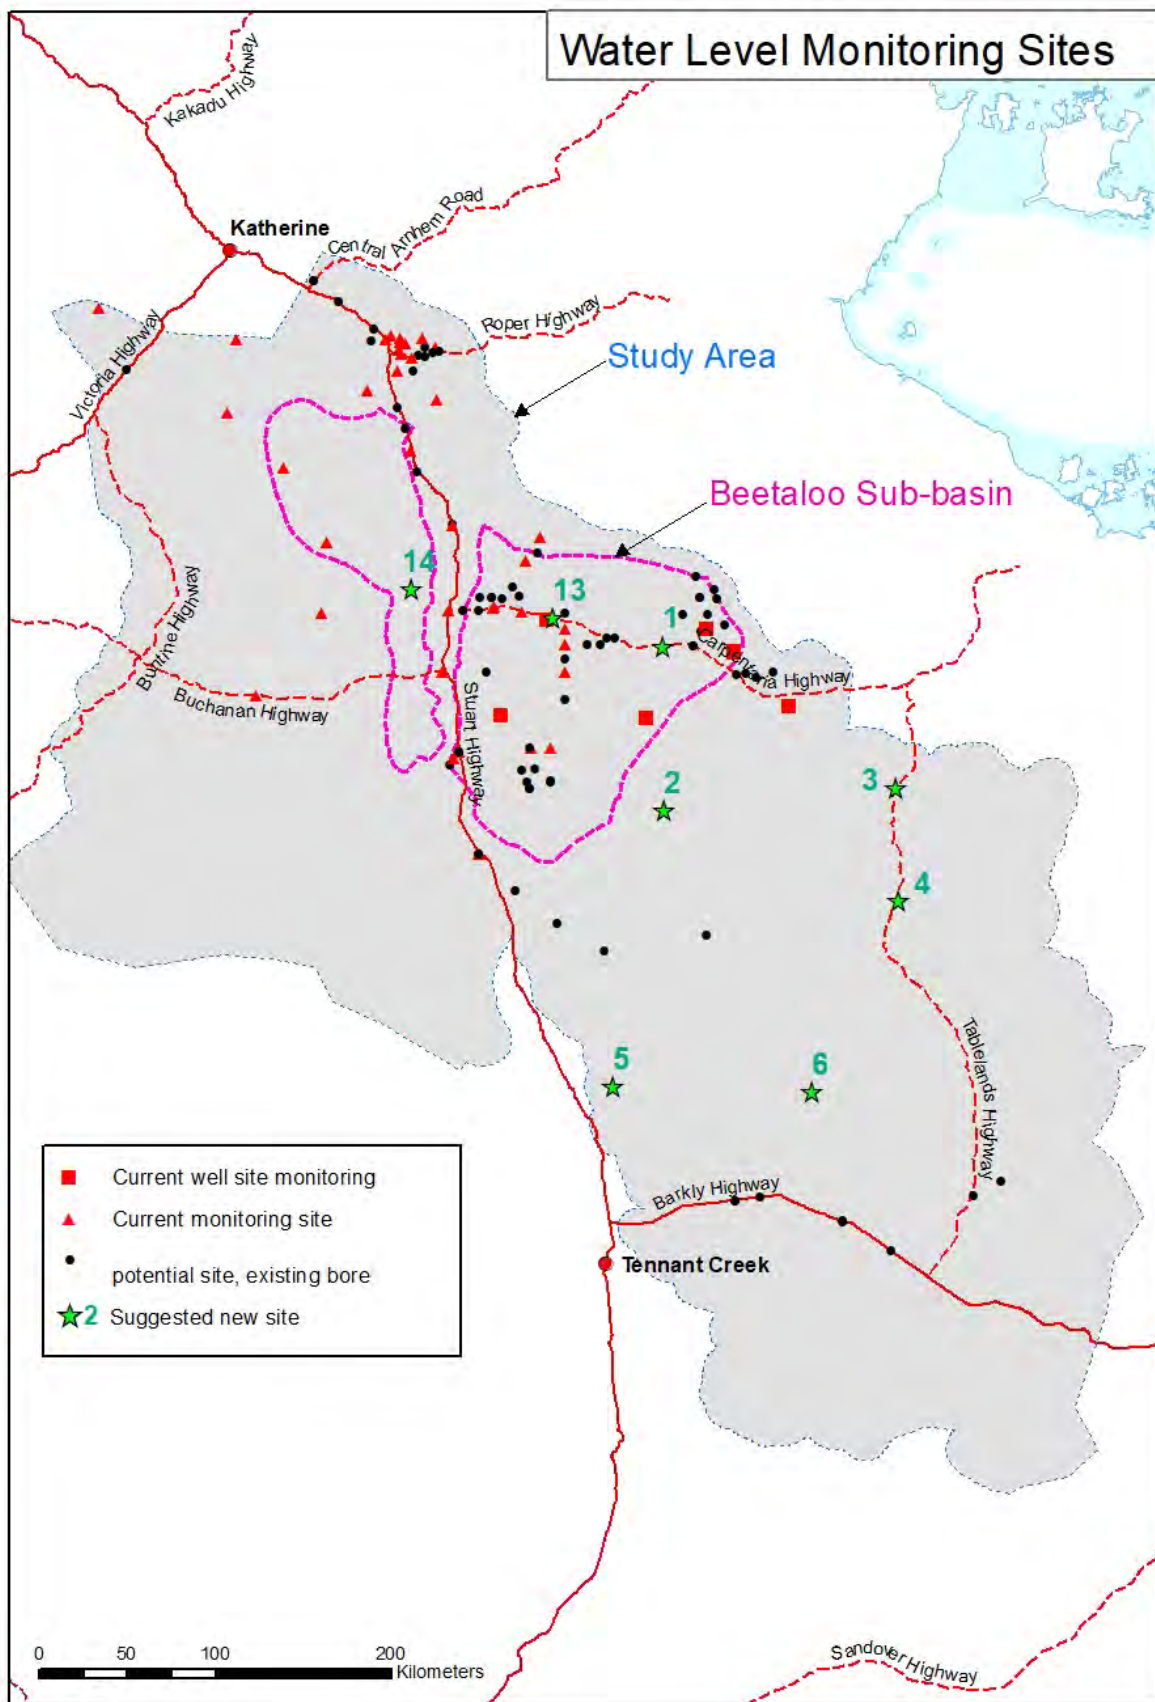 Water Level Monitoring Sites
Kakadu Highway
Katherine
Central Arnhem Road
Roper Highway
Victoria Highway
Study Area
Beetaloo Sub-basin
14
13
1
Buntine Highway
Carpentaria Highway
Buchanan Highway
Stuart Highway
2
3
4
5
6
Tablelands Highway
Barkly Highway
Tennant Creek
Current well site monitoring
Current monitoring site
potential site, existing bore
2 Suggested new site
0 50 100 200
Kilometers
Sandover Highway